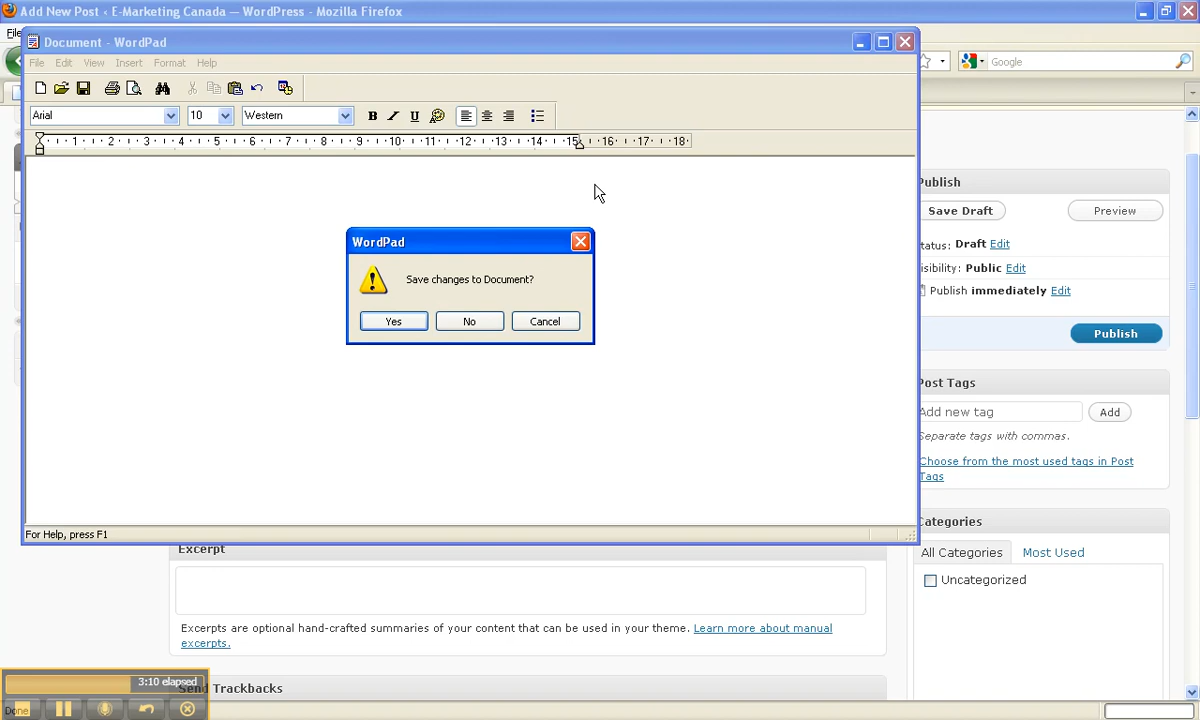 Add New Post ‹ E-Marketing Canada — WordPress - Mozilla Firefox
Document - WordPad
File Edit View Insert Format Help
Arial 10 Western
B
U
1 2 3 4 5 6 7 8 9 10 11 12 13 14 15 16 17 18
Google
WordPad
Save changes to Document?
Yes No Cancel
For Help, press F1
Publish
Save Draft Preview
tatus: Draft Edit
isibility: Public Edit
Publish immediately Edit
Publish
Post Tags
Add new tag Add
Separate tags with commas.
Choose from the most used tags in Post
Tags
Categories
All Categories Most Used
Uncategorized
Excerpt
Excerpts are optional hand-crafted summaries of your content that can be used in your theme. Learn more about manual
excerpts.
Send Trackbacks
3:10 elapsed
Done